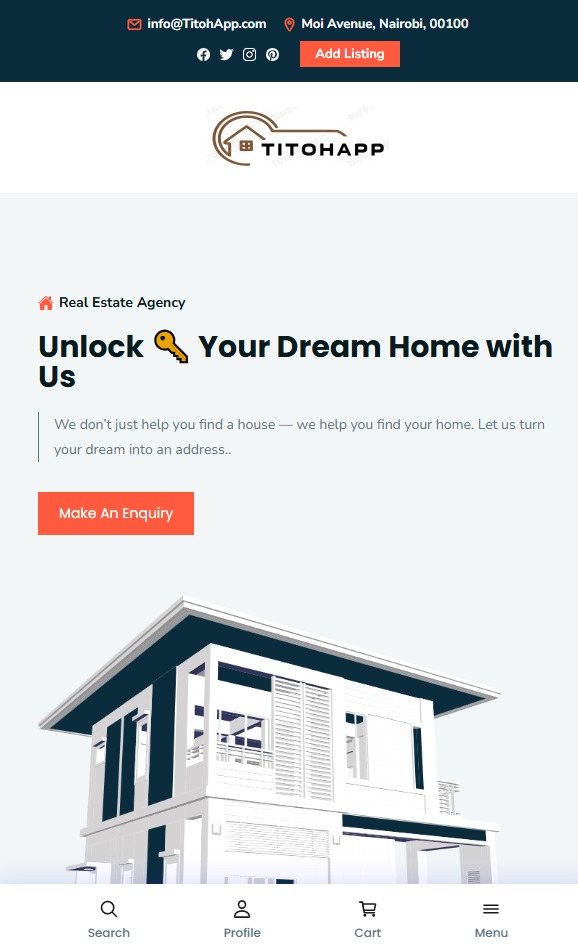 info@TitohApp.com Moi Avenue, Nairobi, 00100
Add Listing
TITOHAPP
Real Estate Agency
Unlock 🔑 Your Dream Home with
Us
We don’t just help you find a house — we help you find your home. Let us turn
your dream into an address..
Make An Enquiry
Search Profile Cart Menu